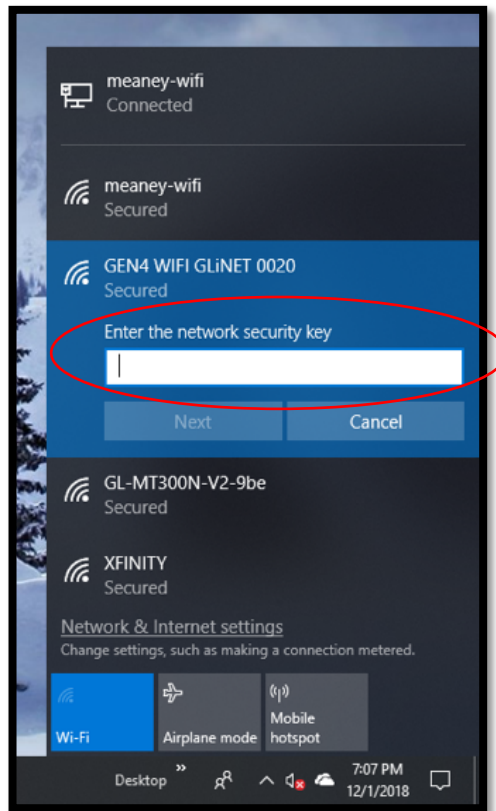 meaney-wifi
Connected
meaney-wifi
Secured
GEN4 WIFI GLiNET 0020
Secured
Enter the network security key
Next
Cancel
GL-MT300N-V2-9be
Secured
XFINITY
Secured
Network & Internet settings
Change settings, such as making a connection metered.
Wi-Fi
Airplane mode
Mobile
hotspot
Desktop
7:07 PM
12/1/2018